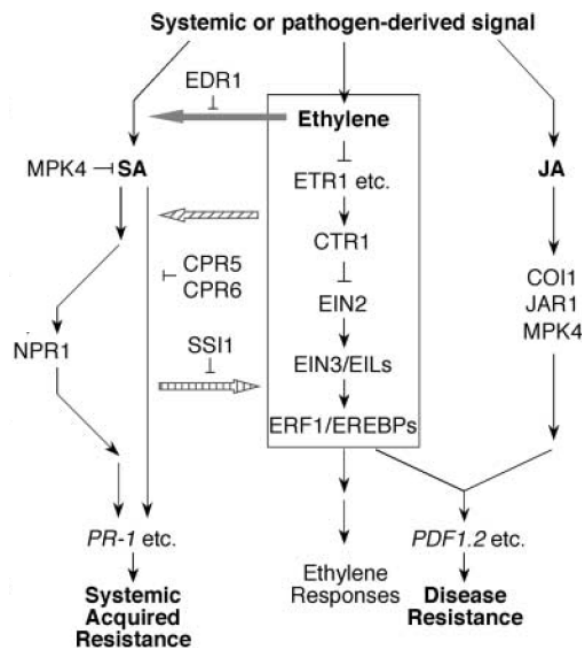 Systemic or pathogen-derived signal
EDR1
Ethylene
MPK4
SA
ETR1 etc.
JA
CTR1
CPR5
CPR6
EIN2
COI1
JAR1
MPK4
NPR1
SSI1
EIN3/EILs
ERF1/EREBPs
PR-1 etc.
PDF1.2 etc.
Ethylene
Responses
Systemic
Acquired
Resistance
Disease
Resistance